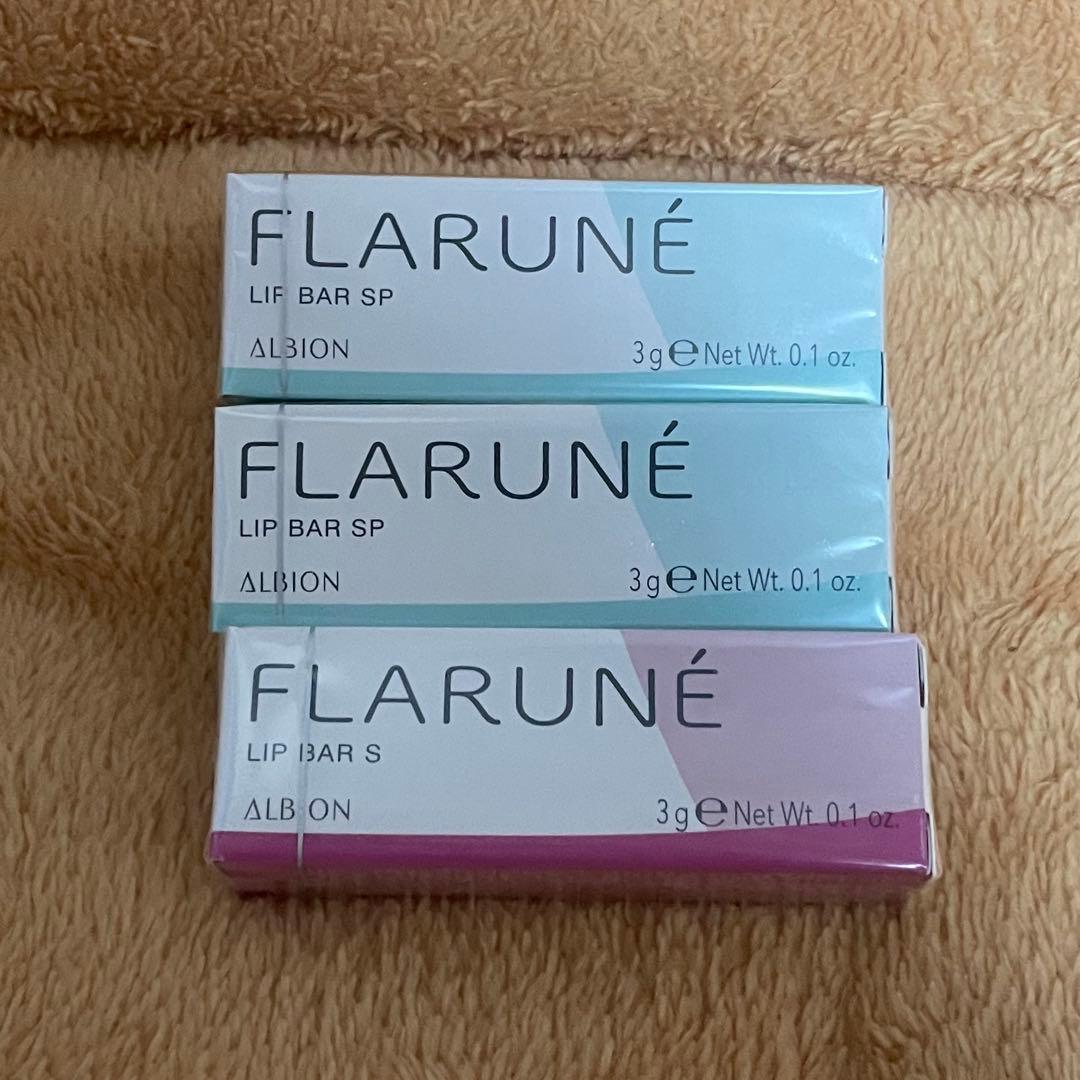 FLARUNÉ
LIP BAR SP
ALBION
3g e Net Wt. 0.1 oz.
FLARUNÉ
LIP BAR SP
ALBION
3g e Net Wt. 0.1 oz.
FLARUNÉ
LIP BAR S
ALBION
3g e Net Wt. 0.1 oz.